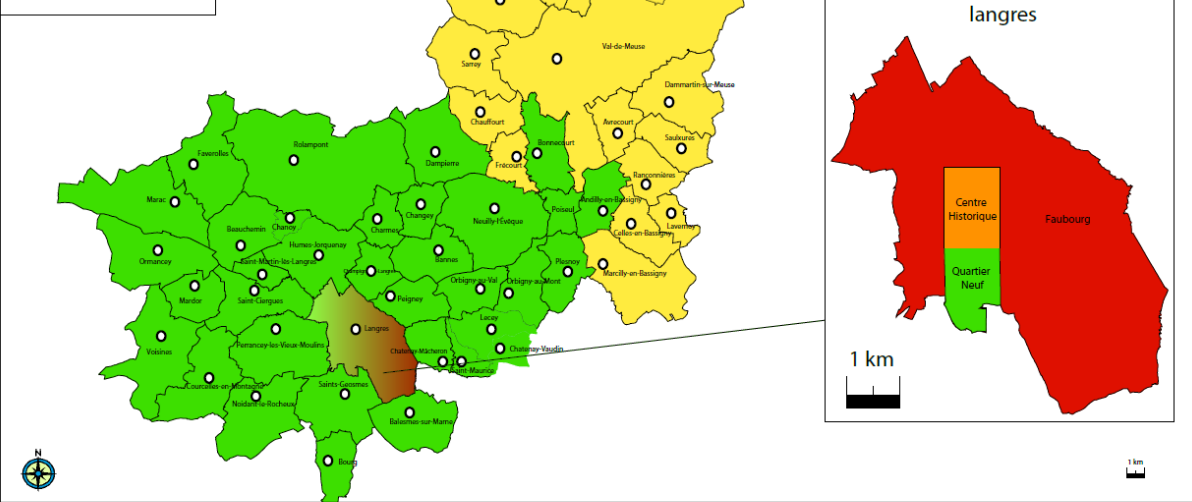 langres
Val-de-Meuse
Sarrey
Dammartin-sur-Meuse
Chauffourt
Avrecourt
Saulxures
Rolampont
Bonnecourt
Faverolles
Dampierre
Frécourt
Rançonnières
Marac
Andilly-en-Bassigny
Centre
Historique
Changey
Poiseul
Neuilly-l'Evêque
Faubourg
Chanoy
Charmes
Lavernoy
Beauchemin
Celles-en-Bassigny
Humes-Jorquenay
Ormancey
Saint-Martin-lès-Langres
Bannes
Plesnoy
Quartier
Neuf
Marcilly-en-Bassigny
Orbigny-au-Val
Orbigny-au-Mont
Mardor
Saint-Ciergues
Peigney
Lecey
Langres
Perrancey-les-Vieux-Moulins
Voisines
Chatenay-Mâcheron
Chatenay-Vaudin
1 km
Saint-Maurice
Courcelles-en-Montagne
Saints-Geosmes
Noidant-le-Rocheux
Balesmes-sur-Marne
N
Bourg
1 km